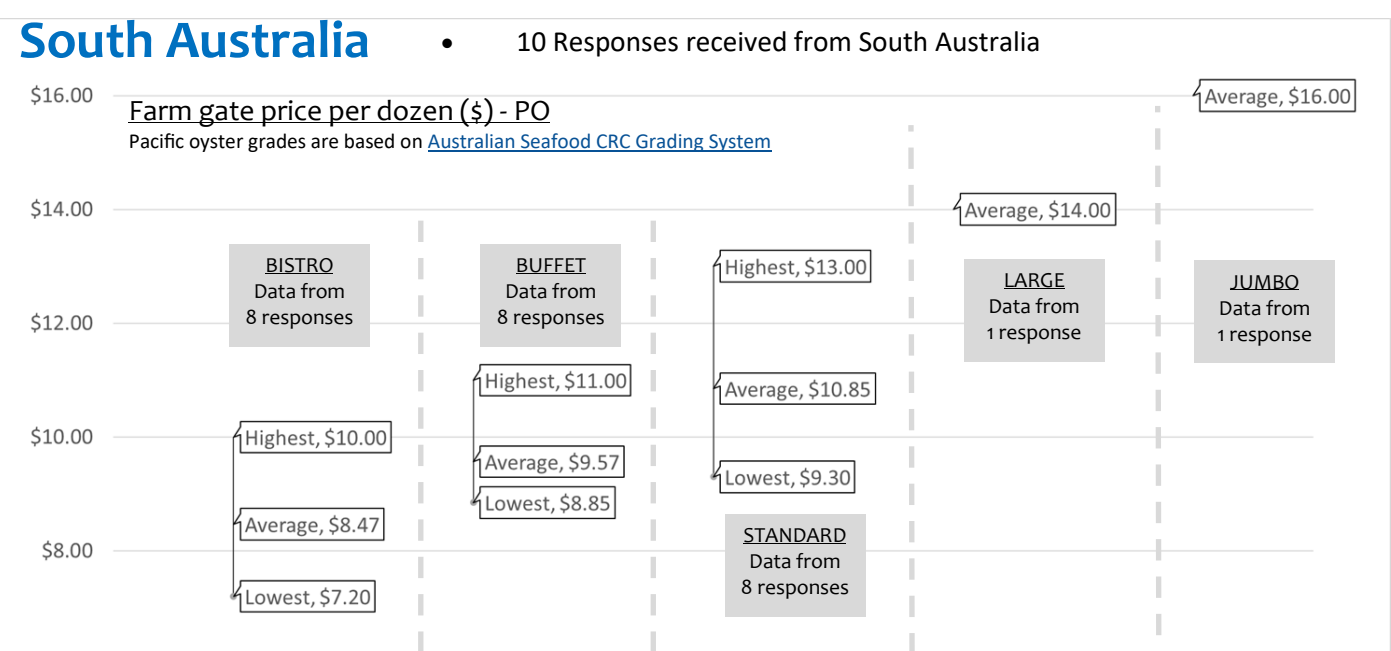 South Australia
• 10 Responses received from South Australia
$16.00
Farm gate price per dozen ($) - PO
Pacific oyster grades are based on Australian Seafood CRC Grading System
Average, $16.00
$14.00
Average, $14.00
BISTRO
Data from
8 responses
BUFFET
Data from
8 responses
Highest, $13.00
LARGE
Data from
1 response
JUMBO
Data from
1 response
$12.00
Highest, $11.00
Average, $10.85
$10.00
Highest, $10.00
Average, $9.57
Lowest, $9.30
Lowest, $8.85
Average, $8.47
STANDARD
Data from
8 responses
$8.00
Lowest, $7.20